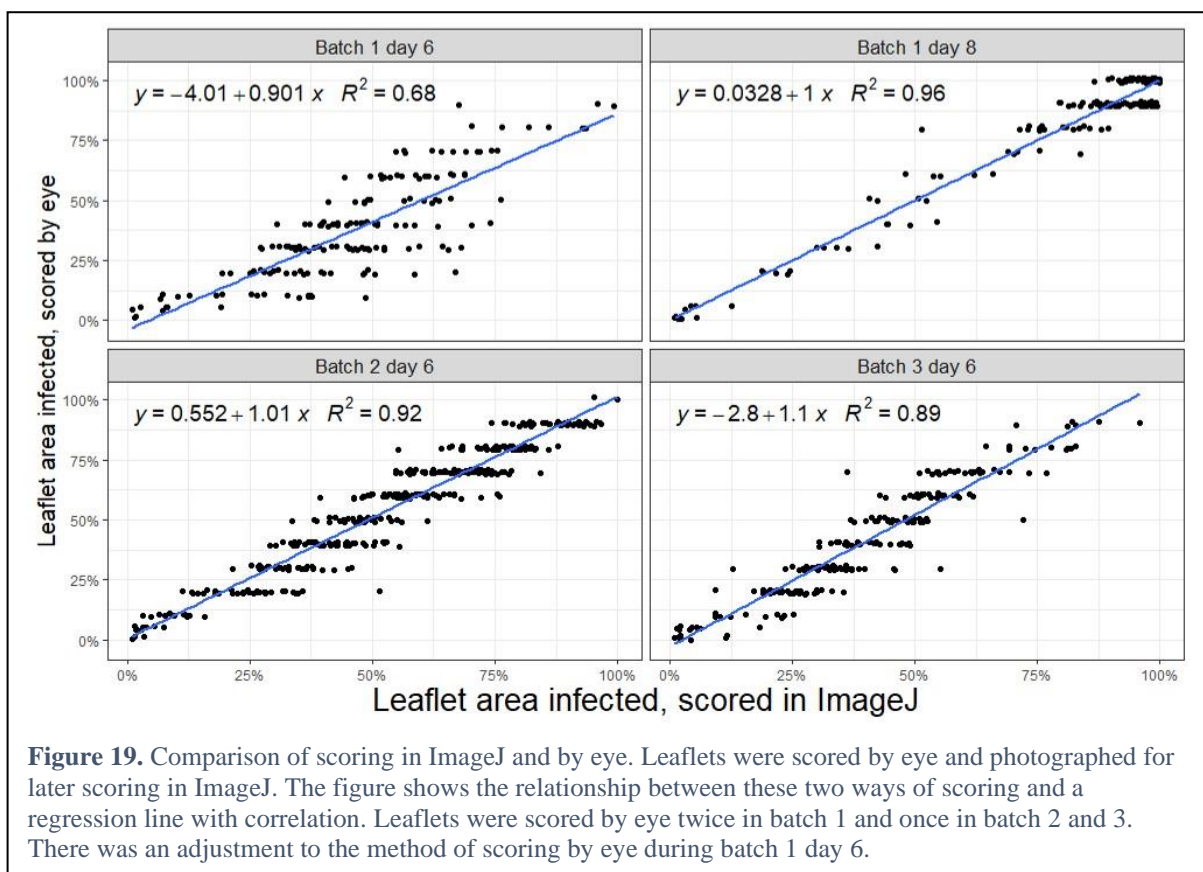 Batch 1 day 6
Batch 1 day 8
100%
75%
50%
25%
0%
y = −4.01 + 0.901 x R² = 0.68
y = 0.0328 + 1 x R² = 0.96
Leaflet area infected, scored by eye
Batch 2 day 6
Batch 3 day 6
100%
75%
50%
25%
0%
y = 0.552 + 1.01 x R² = 0.92
y = −2.8 + 1.1 x R² = 0.89
0% 25% 50% 75% 100%
0% 25% 50% 75% 100%
Leaflet area infected, scored in ImageJ
Figure 19. Comparison of scoring in ImageJ and by eye. Leaflets were scored by eye and photographed for
later scoring in ImageJ. The figure shows the relationship between these two ways of scoring and a
regression line with correlation. Leaflets were scored by eye twice in batch 1 and once in batch 2 and 3.
There was an adjustment to the method of scoring by eye during batch 1 day 6.